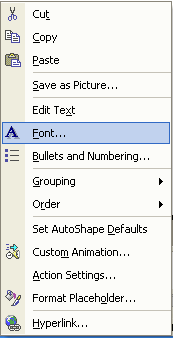 Cut
Copy
Paste
Save as Picture...
Edit Text
Font...
Bullets and Numbering...
Grouping
Order
Set AutoShape Defaults
Custom Animation...
Action Settings...
Format Placeholder...
Hyperlink...